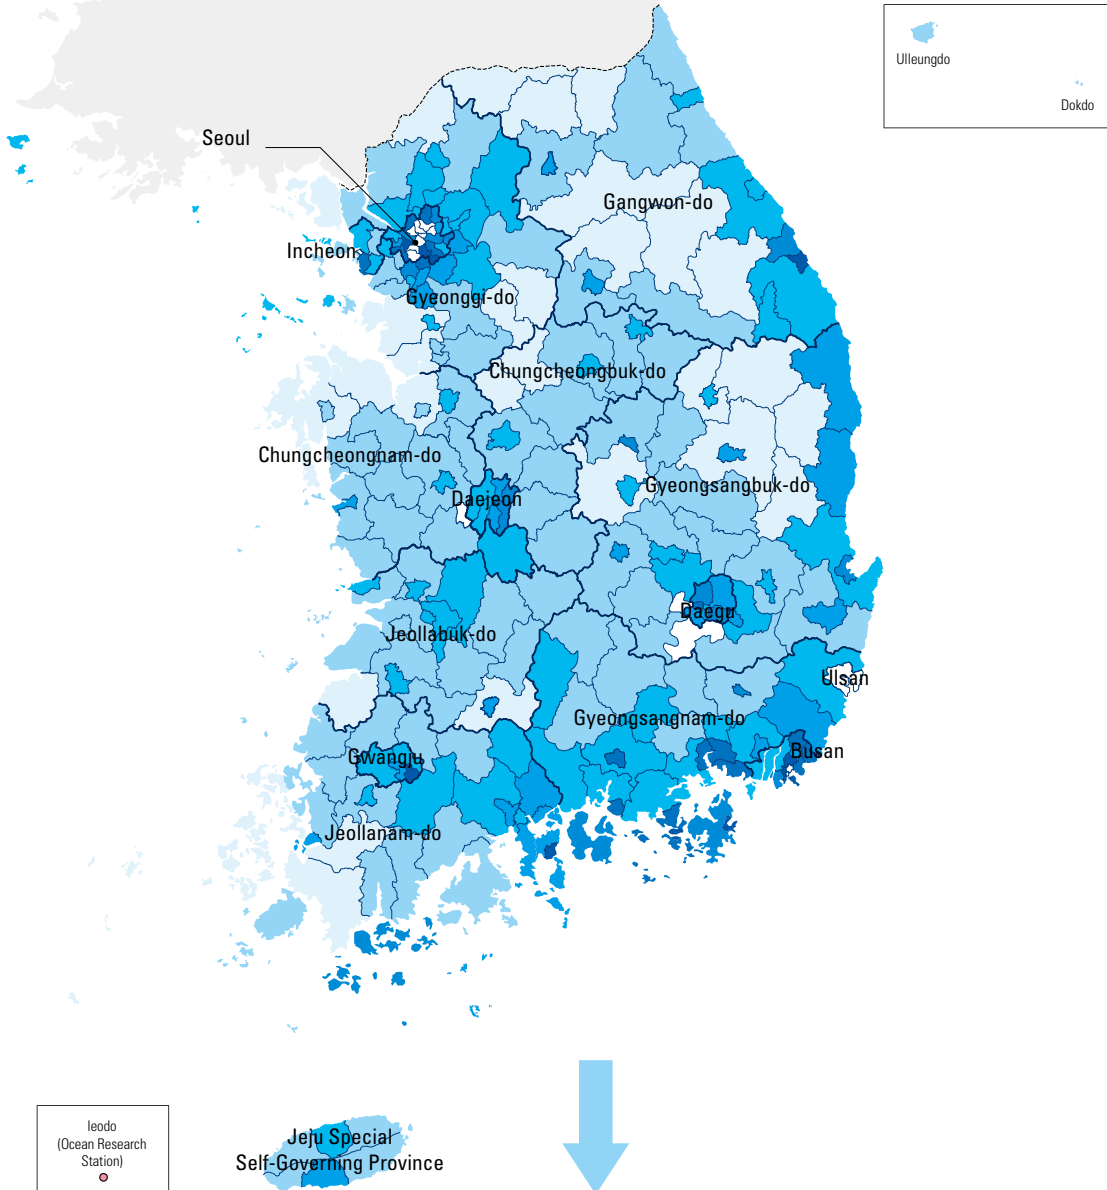 Ulleungdo
Dokdo
Seoul
Gangwon-do
Incheon
Gyeonggi-do
Chungcheongbuk-do
Chungcheongnam-do
Gyeongsangbuk-do
Daejeon
Daegu
Jeollabuk-do
Ulsan
Gyeongsangnam-do
Busan
Gwangju
Jeollanam-do
Ieodo
(Ocean Research
Station)
Jeju Special
Self-Governing Province